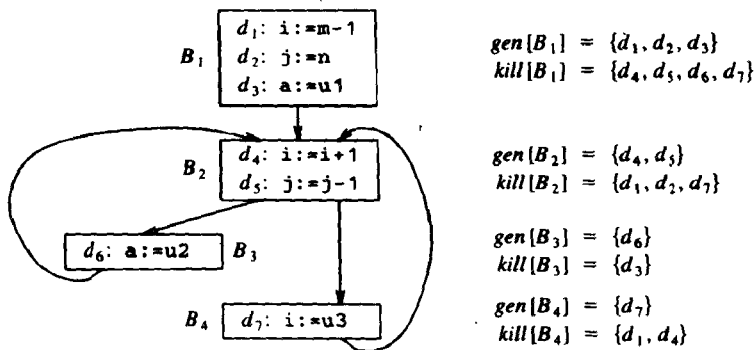 d₁: i:=m-1
B₁ d₂: j:=n
d₃: a:=u1
gen[B₁] = {d₁, d₂, d₃}
kill[B₁] = {d₄, d₅, d₆, d₇}
d₄: i:=i+1
B₂
d₅: j:=j-1
gen[B₂] = {d₄, d₅}
kill[B₂] = {d₁, d₂, d₇}
d₆: a:=u2 B₃
gen[B₃] = {d₆}
kill[B₃] = {d₃}
B₄ d₇: i:=u3
gen[B₄] = {d₇}
kill[B₄] = {d₁, d₄}